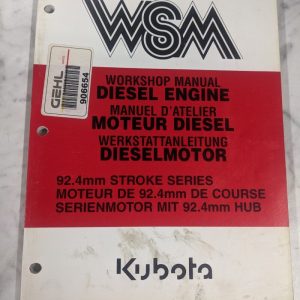 WSM
GEHL
906654
WORKSHOP MANUAL
DIESEL ENGINE
MANUEL D'ATELIER
MOTEUR DIESEL
WERKSTATTANLEITUNG
DIESELMOTOR
92.4mm STROKE SERIES
MOTEUR DE 92.4mm DE COURSE
SERIENMOTOR MIT 92.4mm HUB
Kubota